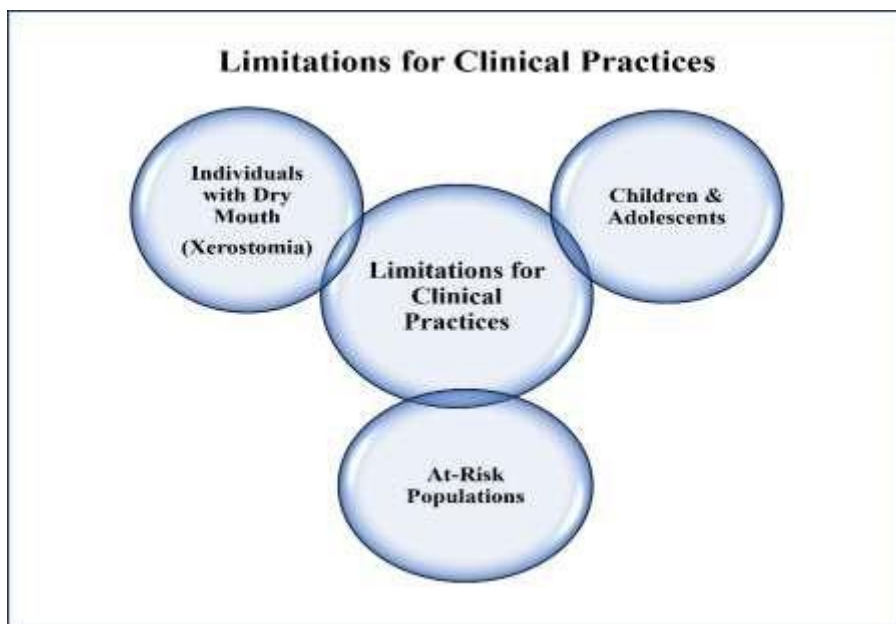 Limitations for Clinical Practices
Individuals
with Dry
Mouth
(Xerostomia)
Children &
Adolescents
Limitations for
Clinical
Practices
At-Risk
Populations